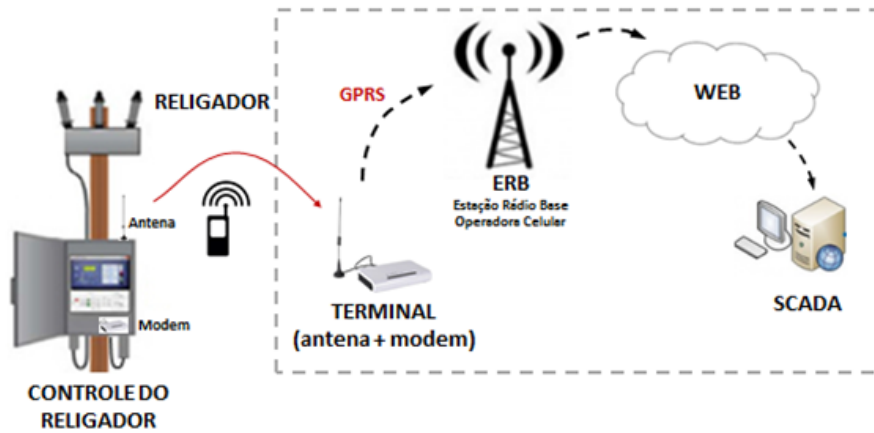 RELIGADOR
Antena
Modem
CONTROLE DO
RELIGADOR
GPRS
TERMINAL
(antena + modem)
ERB
Estação Rádio Base
Operadora Celular
WEB
SCADA